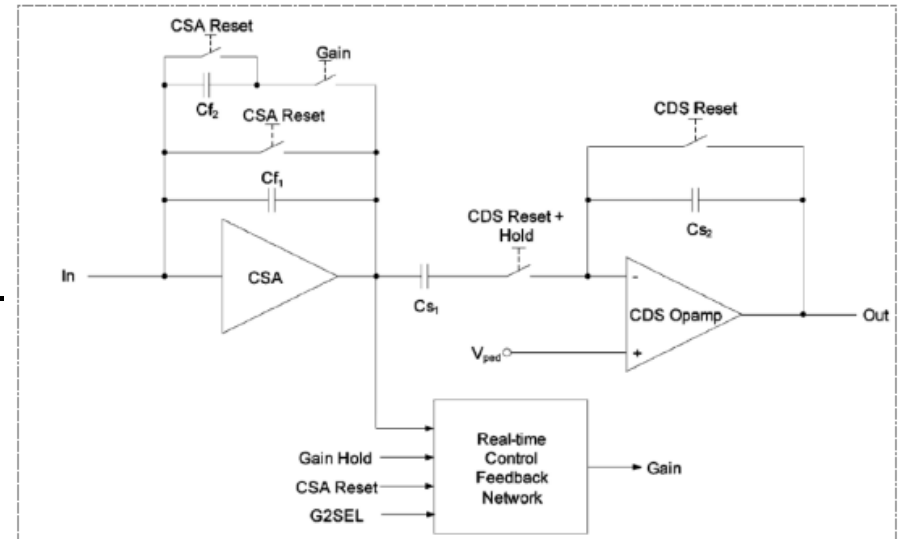 CSA Reset
Gain
Cf2
CSA Reset
CDS Reset
Cf1
CDS Reset +
Hold
Cs2
In
CSA
-
Cs1
CDS Opamp
Out
Vped
+
Real-time
Control
Feedback
Network
Gain Hold
CSA Reset
G2SEL
Gain